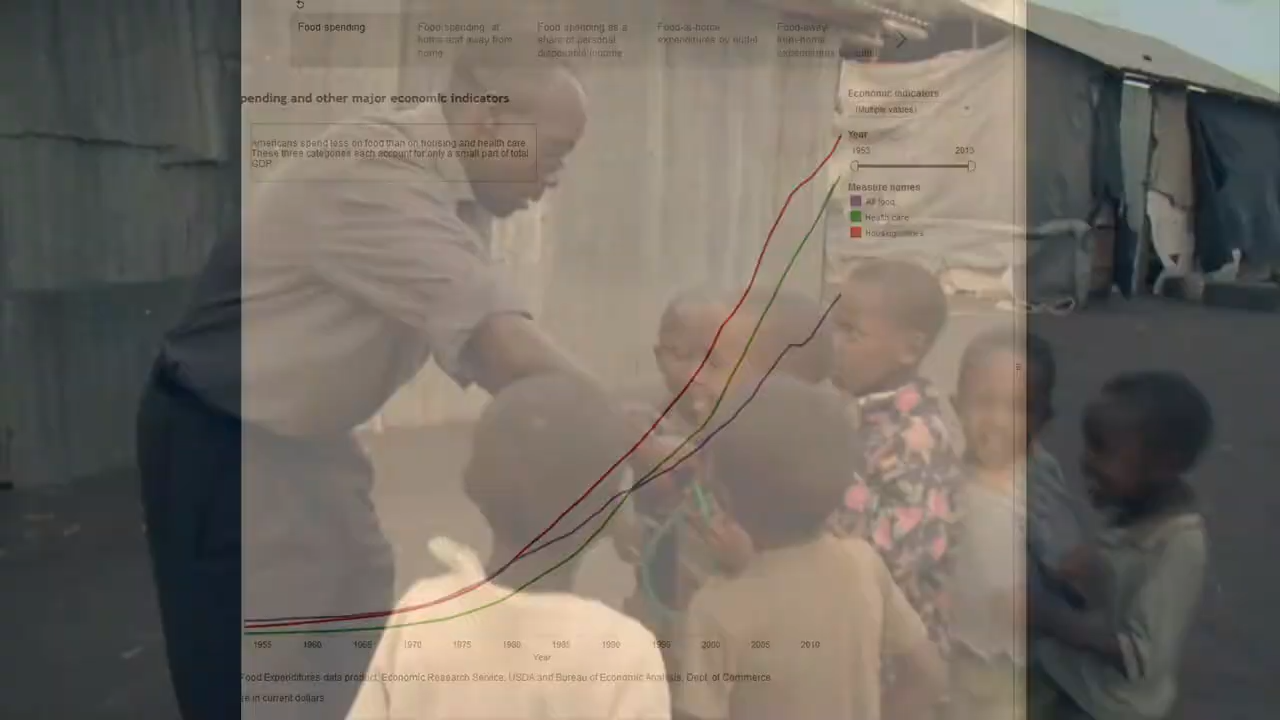 Food spending
Food spending at
home and away from
home
Food spending as a
share of personal
disposable income
Food-at-home
expenditures by outlet
Food-away-
from-home
expenditures
pending and other major economic indicators
Americans spend less on food than on housing and health care.
These three categories each account for only a small part of total
GDP.
Economic indicators
(Multiple values)
Year
1953
2013
Measure names
All food
Health care
1955 1960 1965 1970 1975 1980 1985 1990 1995 2000 2005 2010
Year
Food Expenditures data product, Economic Research Service, USDA and Bureau of Economic Analysis, Dept. of Commerce.
re in current dollars